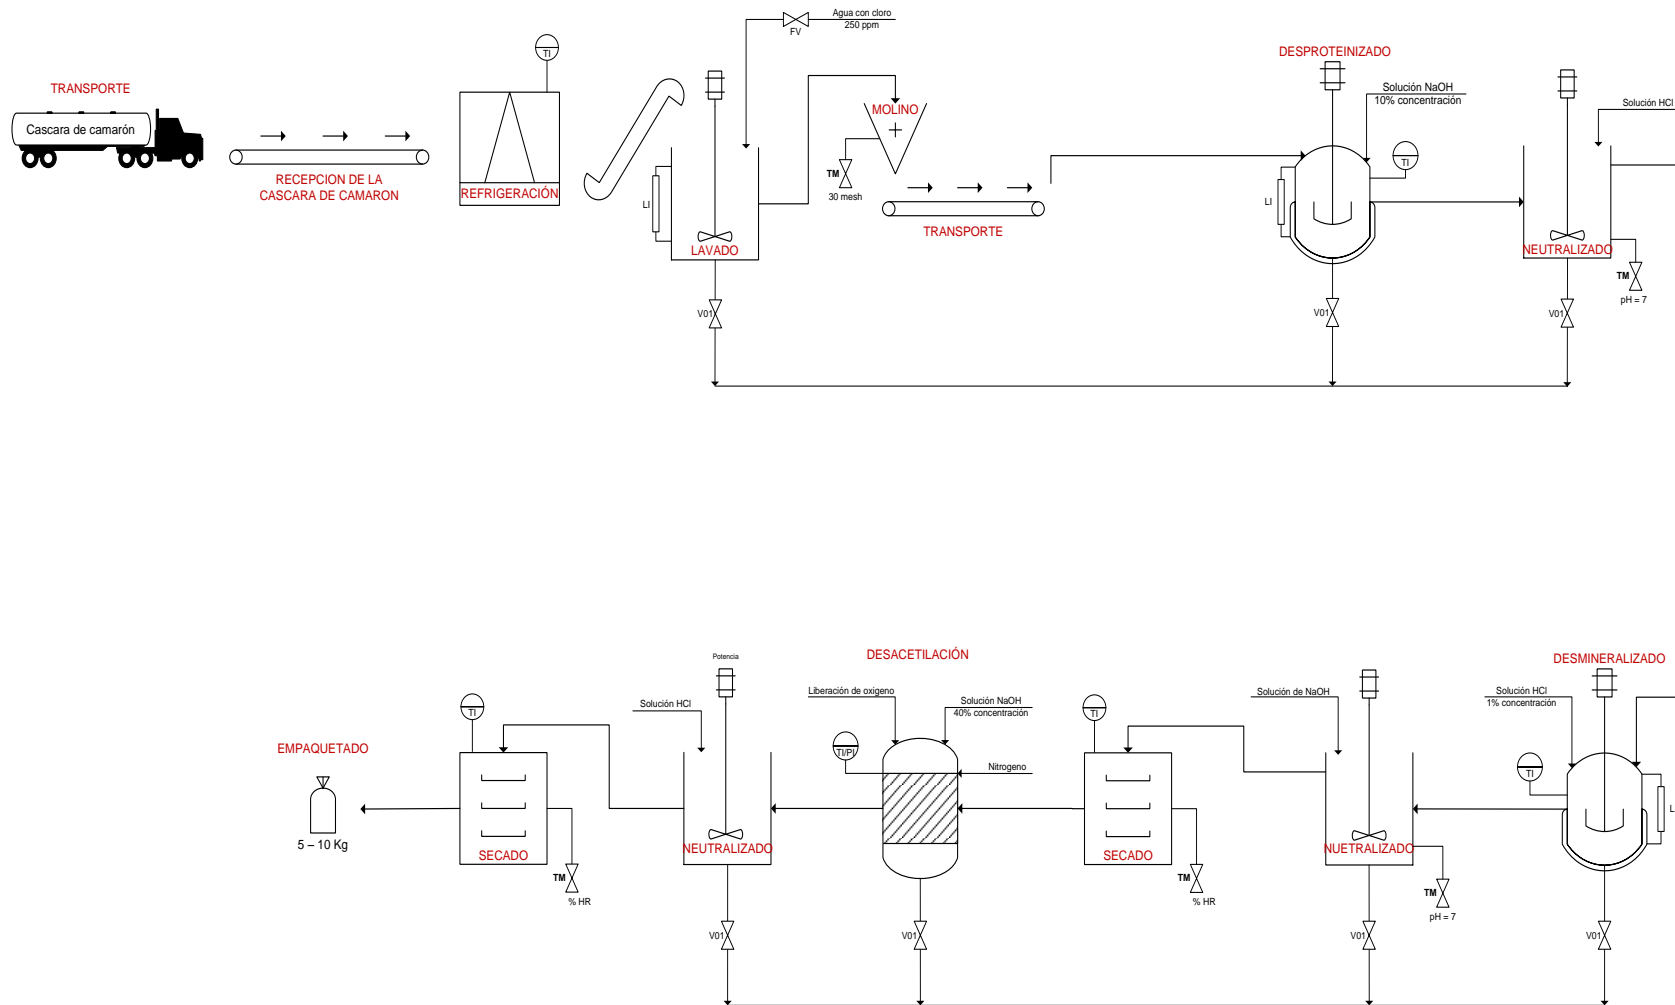 Agua con cloro
250 ppm
FV
TI
TRANSPORTE
Cascara de camarón
RECEPCION DE LA
CASCARA DE CAMARON
REFRIGERACIÓN
LI
LAVADO
V01
MOLINO
TM
30 mesh
TRANSPORTE
DESPROTEINIZADO
Solución NaOH
10% concentración
TI
LI
V01
Solución HCl
NEUTRALIZADO
TM
pH = 7
V01
EMPAQUETADO
5 – 10 Kg
TI
SECADO
TM
% HR
Potencia
Solución HCl
NEUTRALIZADO
V01
DESACETILACIÓN
Liberación de oxigeno
Solución NaOH
40% concentración
TI/PI
Nitrogeno
V01
TI
SECADO
TM
% HR
Solución de NaOH
NUETRALIZADO
TM
pH = 7
V01
DESMINERALIZADO
Solución HCl
1% concentración
TI
V01